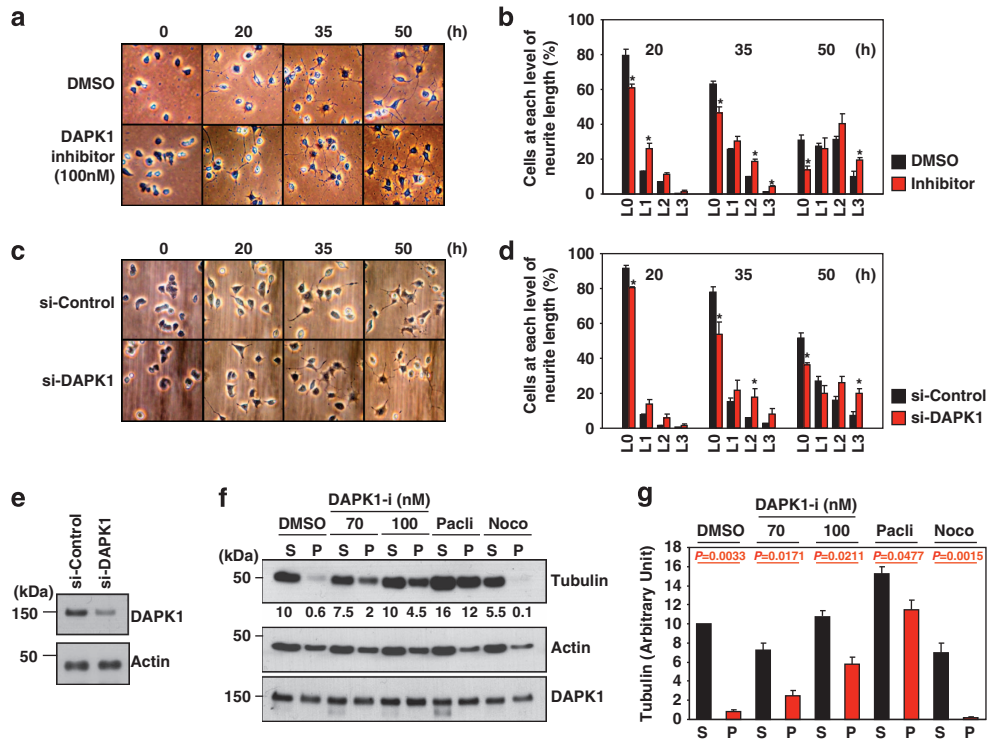 a
0 20 35 50 (h)
DMSO
DAPK1
inhibitor
(100nM)
b
Cells at each level of
neurite length (%)
100
80
60
40
20
0
20 35 50 (h)
L0 L1 L2 L3 L0 L1 L2 L3 L0 L1 L2 L3
DMSO
Inhibitor
* * * * * * * *
c
0 20 35 50 (h)
si-Control
si-DAPK1
d
Cells at each level of
neurite length (%)
100
80
60
40
20
0
20 35 50 (h)
L0 L1 L2 L3 L0 L1 L2 L3 L0 L1 L2 L3
si-Control
si-DAPK1
* * * * *
e
si-Control si-DAPK1
(kDa)
150
DAPK1
50
Actin
f
DAPK1-i (nM)
DMSO 70 100 Pacli Noco
(kDa) S P S P S P S P S P
50 Tubulin
10 0.6 7.5 2 10 4.5 16 12 5.5 0.1
50 Actin
150 DAPK1
g
DAPK1-i (nM)
DMSO 70 100 Pacli Noco
P=0.0033 P=0.0171 P=0.0211 P=0.0477 P=0.0015
Tubulin (Arbitrary Unit)
18
16
14
12
10
8
6
4
2
0
S P S P S P S P S P